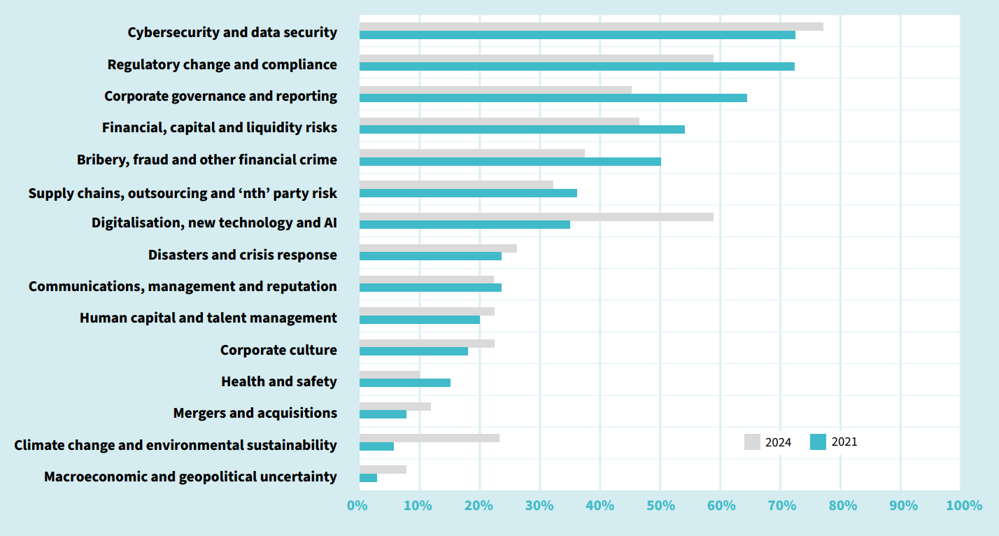 Cybersecurity and data security
Regulatory change and compliance
Corporate governance and reporting
Financial, capital and liquidity risks
Bribery, fraud and other financial crime
Supply chains, outsourcing and ‘nth’ party risk
Digitalisation, new technology and AI
Disasters and crisis response
Communications, management and reputation
Human capital and talent management
Corporate culture
Health and safety
Mergers and acquisitions
Climate change and environmental sustainability
2024 2021
Macroeconomic and geopolitical uncertainty
0% 10% 20% 30% 40% 50% 60% 70% 80% 90% 100%